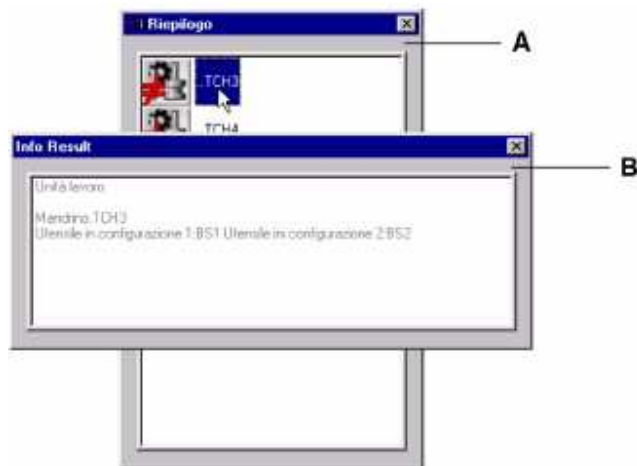 Riepilogo
A
..TCH3
TCH4
Info Result
B
Unità lavoro
Mandrino:TCH3
Utensile in configurazione 1:BS1 Utensile in configurazione 2:BS2